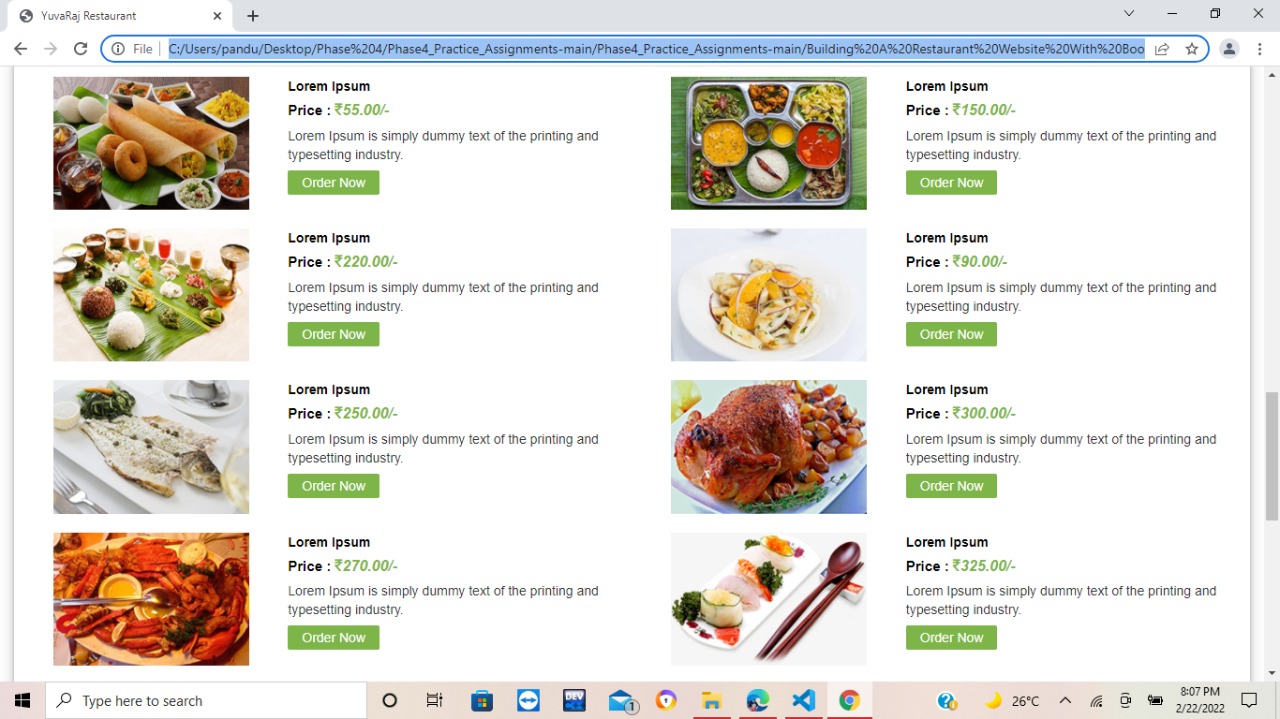 YuvaRaj Restaurant
File
C:/Users/pandu/Desktop/Phase%204/Phase4_Practice_Assignments-main/Phase4_Practice_Assignments-main/Building%20A%20Restaurant%20Website%20With%20Boo
Lorem Ipsum
Price : ₹55.00/-
Lorem Ipsum is simply dummy text of the printing and
typesetting industry.
Order Now
Lorem Ipsum
Price : ₹150.00/-
Lorem Ipsum is simply dummy text of the printing and
typesetting industry.
Order Now
Lorem Ipsum
Price : ₹220.00/-
Lorem Ipsum is simply dummy text of the printing and
typesetting industry.
Order Now
Lorem Ipsum
Price : ₹90.00/-
Lorem Ipsum is simply dummy text of the printing and
typesetting industry.
Order Now
Lorem Ipsum
Price : ₹250.00/-
Lorem Ipsum is simply dummy text of the printing and
typesetting industry.
Order Now
Lorem Ipsum
Price : ₹300.00/-
Lorem Ipsum is simply dummy text of the printing and
typesetting industry.
Order Now
Lorem Ipsum
Price : ₹270.00/-
Lorem Ipsum is simply dummy text of the printing and
typesetting industry.
Order Now
Lorem Ipsum
Price : ₹325.00/-
Lorem Ipsum is simply dummy text of the printing and
typesetting industry.
Order Now
Type here to search
DEV
1
26°C
8:07 PM
2/22/2022